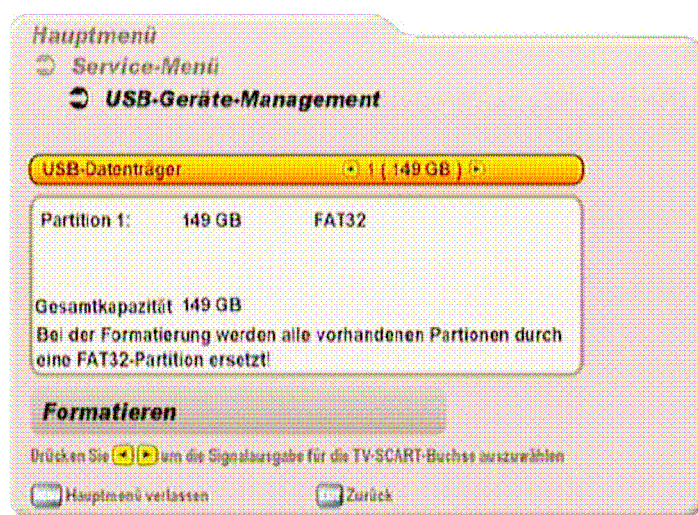 Hauptmenü
Service-Menü
USB-Geräte-Management
USB-Datenträger 1 ( 149 GB )
Partition 1: 149 GB FAT32
Gesamtkapazität 149 GB
Bei der Formatierung werden alle vorhandenen Partionen durch
eine FAT32-Partition ersetzt!
Formatieren
Drücken Sie um die Signalausgabe für die TV-SCART-Buchse auszuwählen
Hauptmenü verlassen Zurück